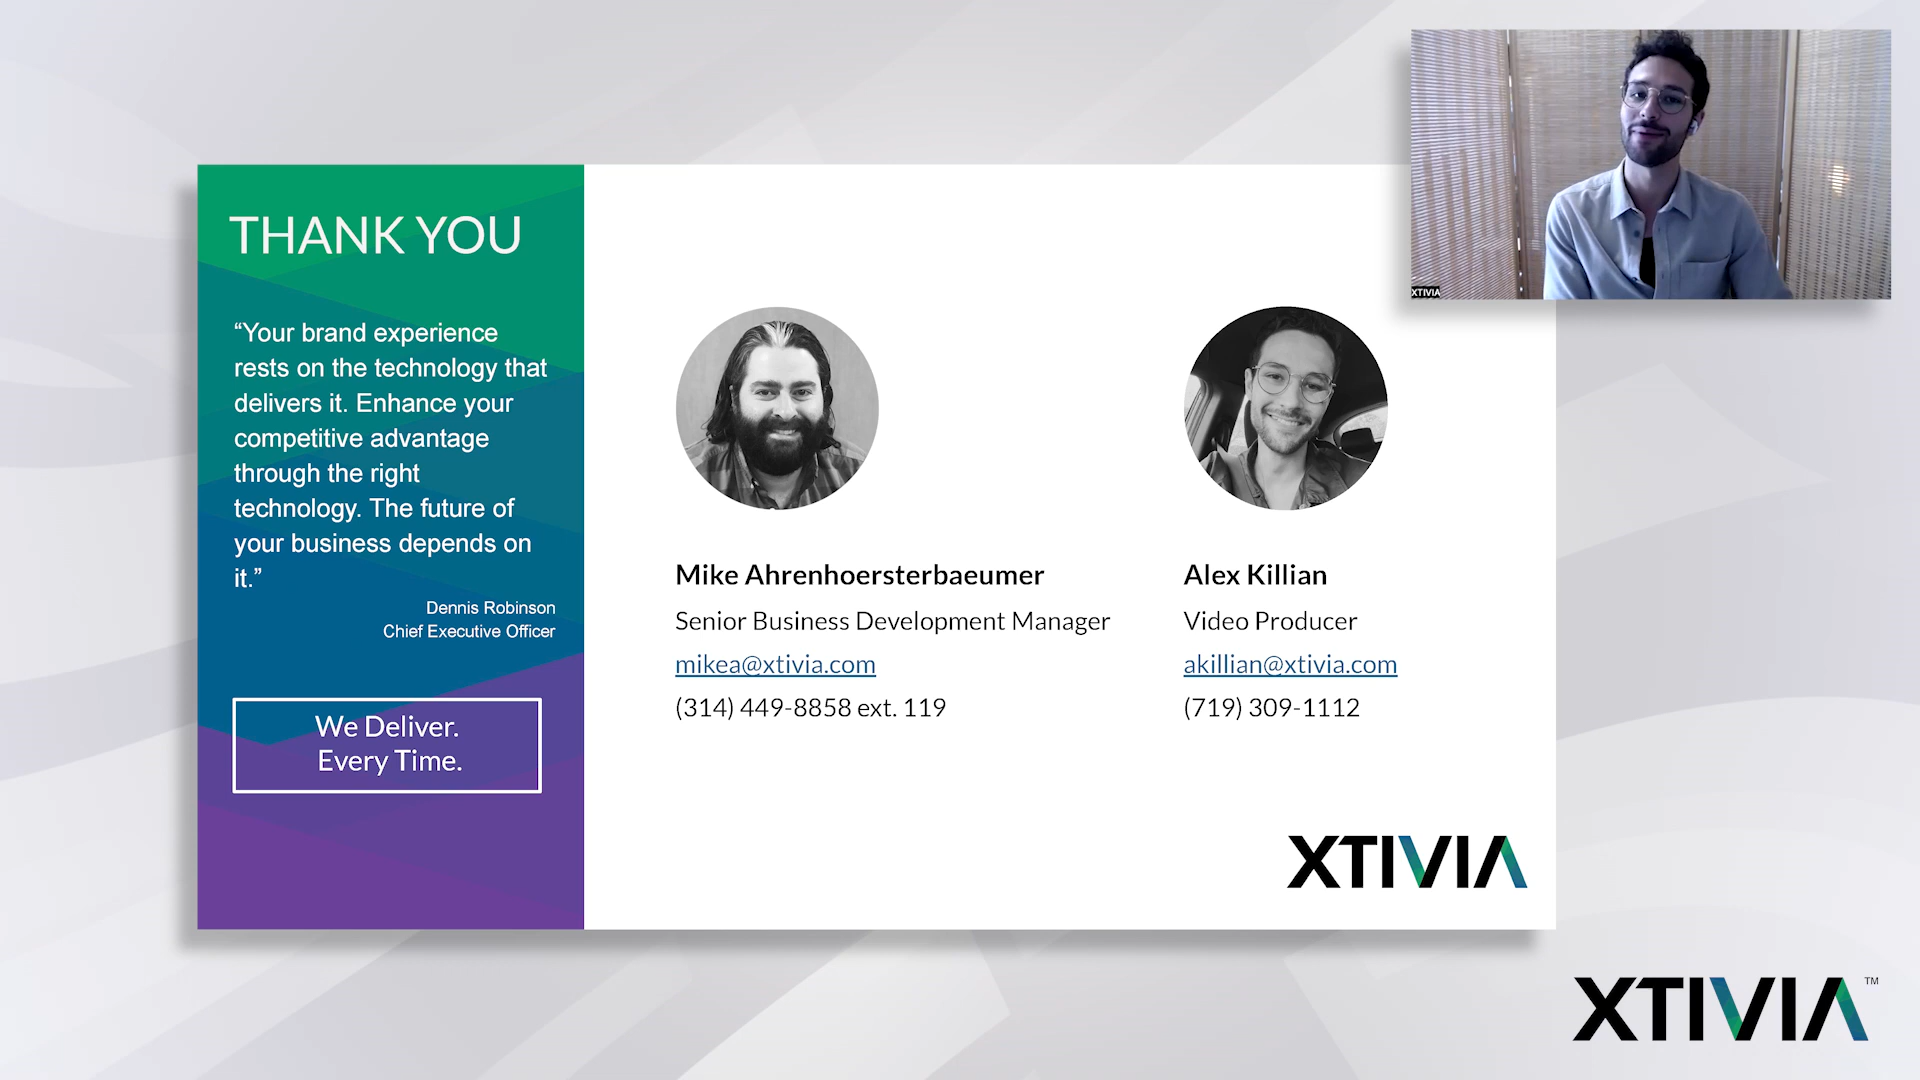 THANK YOU
“Your brand experience
rests on the technology that
delivers it. Enhance your
competitive advantage
through the right
technology. The future of
your business depends on
it.”
Dennis Robinson
Chief Executive Officer
We Deliver.
Every Time.
Mike Ahrenhoersterbaeumer
Senior Business Development Manager
mikea@xtivia.com
(314) 449-8858 ext. 119
Alex Killian
Video Producer
akillian@xtivia.com
(719) 309-1112
XTIVIA
XTIVIA
XTIVIA™